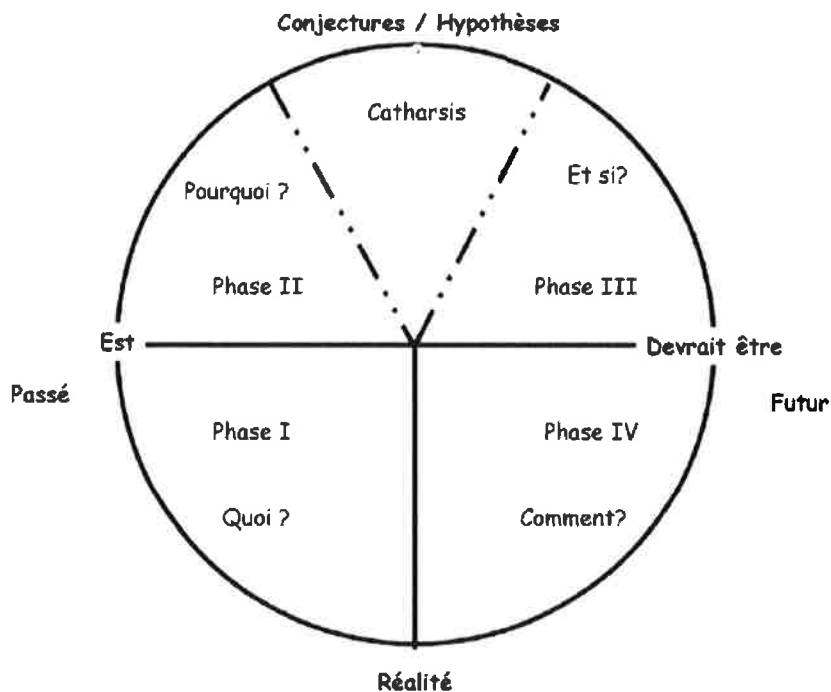 Conjectures / Hypothèses
Catharsis
Pourquoi ?
Et si?
Phase II
Phase III
Est
Devrait être
Passé
Futur
Phase I
Phase IV
Quoi ?
Comment?
Réalité